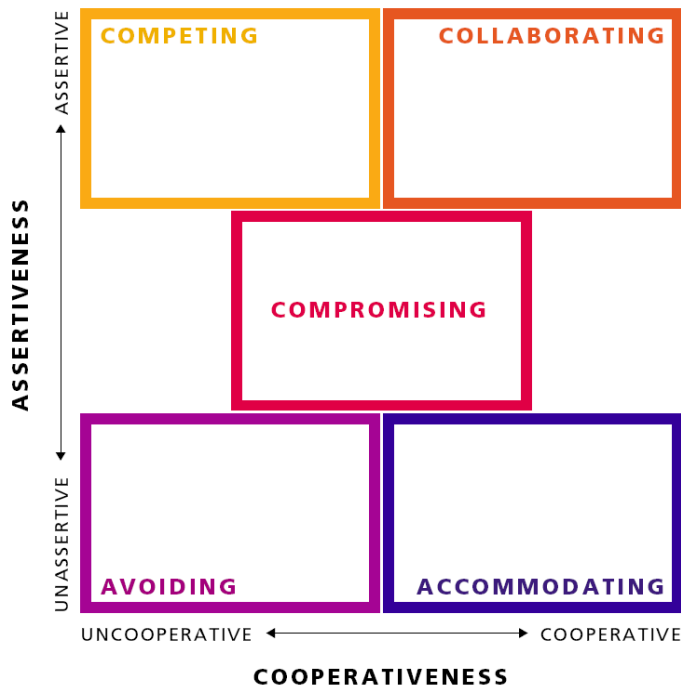 ASSERTIVE
COMPETING
COLLABORATING
ASSERTIVENESS
COMPROMISING
UNASSERTIVE
AVOIDING
ACCOMMODATING
UNCOOPERATIVE
COOPERATIVE
COOPERATIVENESS